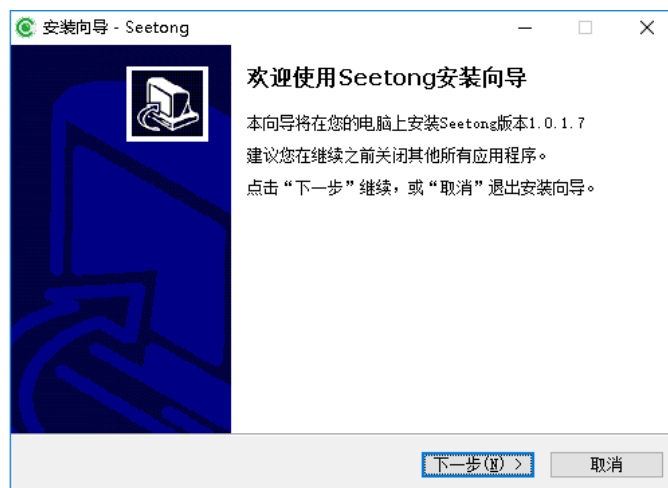 安装向导 - Seetong
欢迎使用Seetong安装向导
本向导将在您的电脑上安装Seetong版本1.0.1.7
建议您在继续之前关闭其他所有应用程序。
点击“下一步”继续，或“取消”退出安装向导。
下一步(N) >
取消